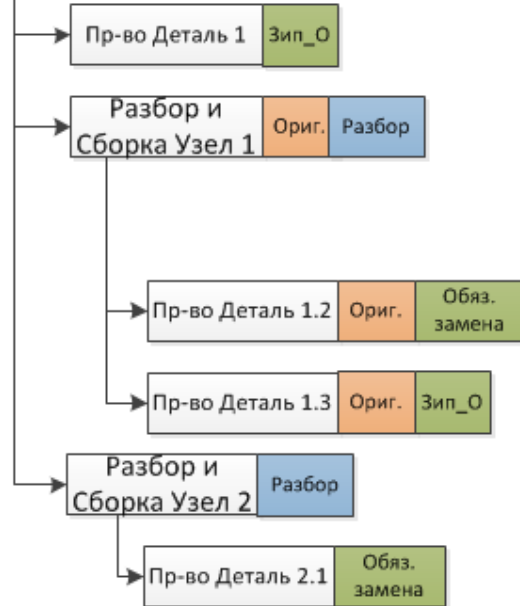 Пр-во Деталь 1 Зип_О
Разбор и
Сборка Узел 1 Ориг. Разбор
Пр-во Деталь 1.2 Ориг. Обяз.
замена
Пр-во Деталь 1.3 Ориг. Зип_О
Разбор и
Сборка Узел 2 Разбор
Пр-во Деталь 2.1 Обяз.
замена